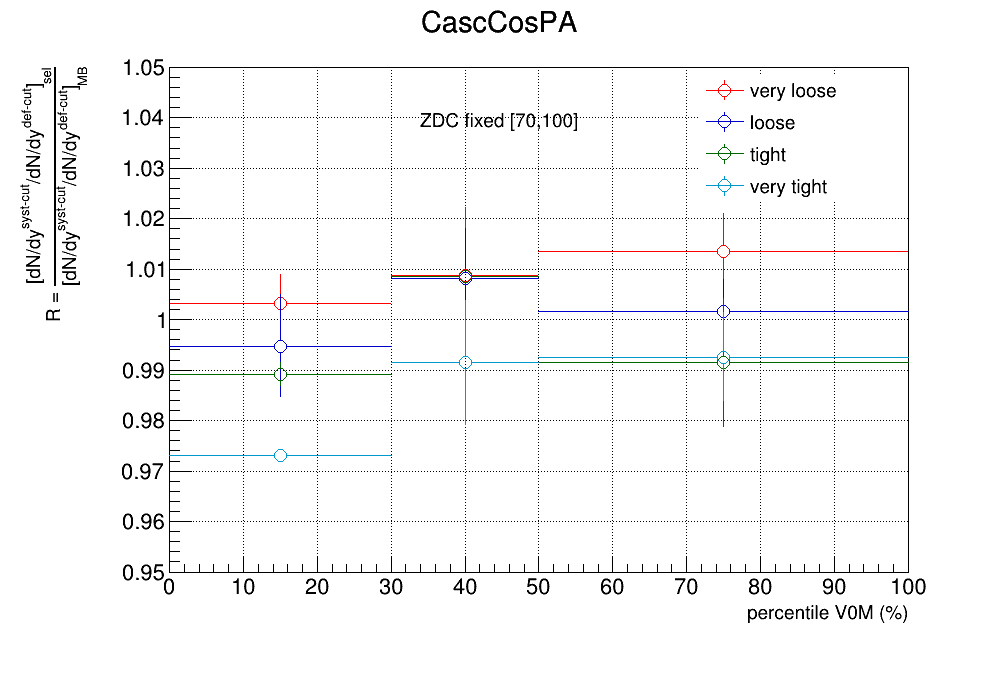 CascCosPA
R = [dN/dy^syst-cut/dN/dy^def-cut]_sel
[dN/dy^syst-cut/dN/dy^def-cut]_MB
ZDC fixed [70,100]
very loose
loose
tight
very tight
1.05
1.04
1.03
1.02
1.01
1
0.99
0.98
0.97
0.96
0.95
0 10 20 30 40 50 60 70 80 90 100
percentile V0M (%)